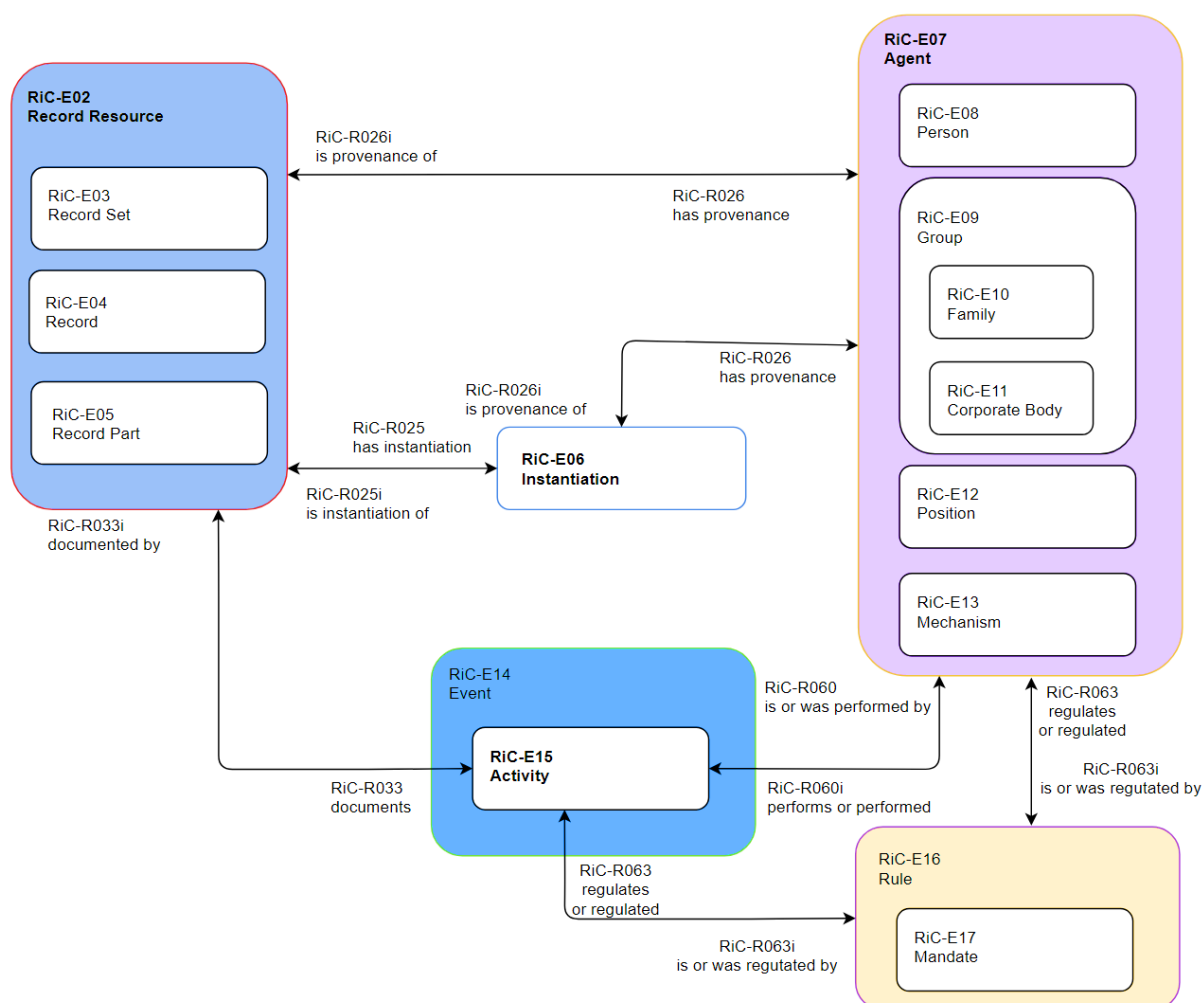 RiC-E02
Record Resource
RiC-E03
Record Set
RiC-E04
Record
RiC-E05
Record Part
RiC-R026i
is provenance of
RiC-R026
has provenance
RiC-E07
Agent
RiC-E08
Person
RiC-E09
Group
RiC-E10
Family
RiC-E11
Corporate Body
RiC-E12
Position
RiC-E13
Mechanism
RiC-R026
has provenance
RiC-R026i
is provenance of
RiC-R025
has instantiation
RiC-R025i
is instantiation of
RiC-E06
Instantiation
RiC-R033i
documented by
RiC-R033
documents
RiC-E14
Event
RiC-E15
Activity
RiC-R060
is or was performed by
RiC-R060i
performs or performed
RiC-R063
regulates
or regulated
RiC-R063i
is or was regutated by
RiC-R063
regulates
or regulated
RiC-R063i
is or was regutated by
RiC-E16
Rule
RiC-E17
Mandate